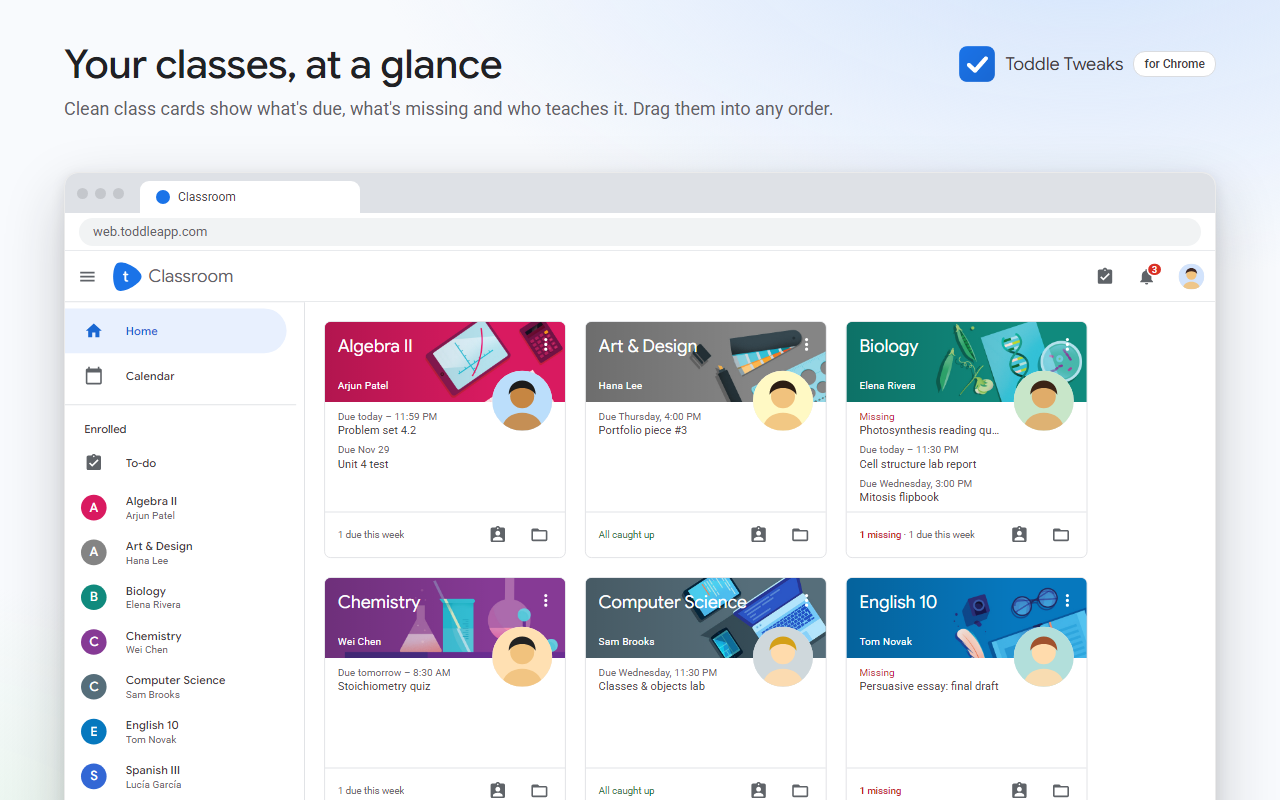 Your classes, at a glance
Toddle Tweaks
for Chrome
Clean class cards show what's due, what's missing and who teaches it. Drag them into any order.
Classroom
web.toddleapp.com
t
Classroom
3
Home
Calendar
Enrolled
To-do
A
Algebra II
Arjun Patel
A
Art & Design
Hana Lee
B
Biology
Elena Rivera
C
Chemistry
Wei Chen
C
Computer Science
Sam Brooks
E
English 10
Tom Novak
S
Spanish III
Lucía García
Algebra II
Arjun Patel
Due today – 11:59 PM
Problem set 4.2
Due Nov 29
Unit 4 test
1 due this week
Art & Design
Hana Lee
Due Thursday, 4:00 PM
Portfolio piece #3
All caught up
Biology
Elena Rivera
Missing
Photosynthesis reading qu...
Due today – 11:30 PM
Cell structure lab report
Due Wednesday, 3:00 PM
Mitosis flipbook
1 missing · 1 due this week
Chemistry
Wei Chen
Due tomorrow – 8:30 AM
Stoichiometry quiz
1 due this week
Computer Science
Sam Brooks
Due Wednesday, 11:30 PM
Classes & objects lab
All caught up
English 10
Tom Novak
Missing
Persuasive essay: final draft
1 missing